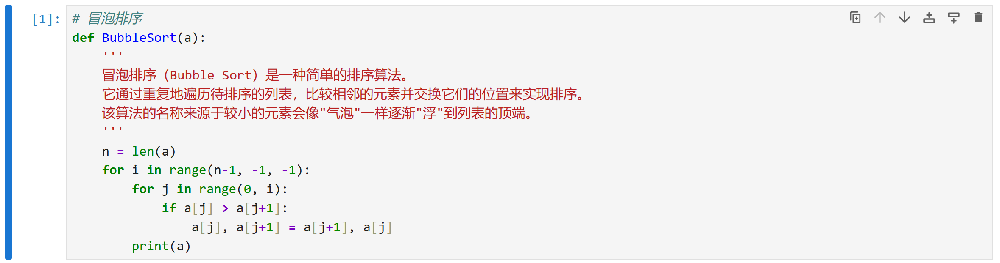 [1]: # 冒泡排序
def BubbleSort(a):
    '''
    冒泡排序（Bubble Sort）是一种简单的排序算法。
    它通过重复地遍历待排序的列表，比较相邻的元素并交换它们的位置来实现排序。
    该算法的名称来源于较小的元素会像"气泡"一样逐渐"浮"到列表的顶端。
    '''
    n = len(a)
    for i in range(n-1, -1, -1):
        for j in range(0, i):
            if a[j] > a[j+1]:
                a[j], a[j+1] = a[j+1], a[j]
        print(a)